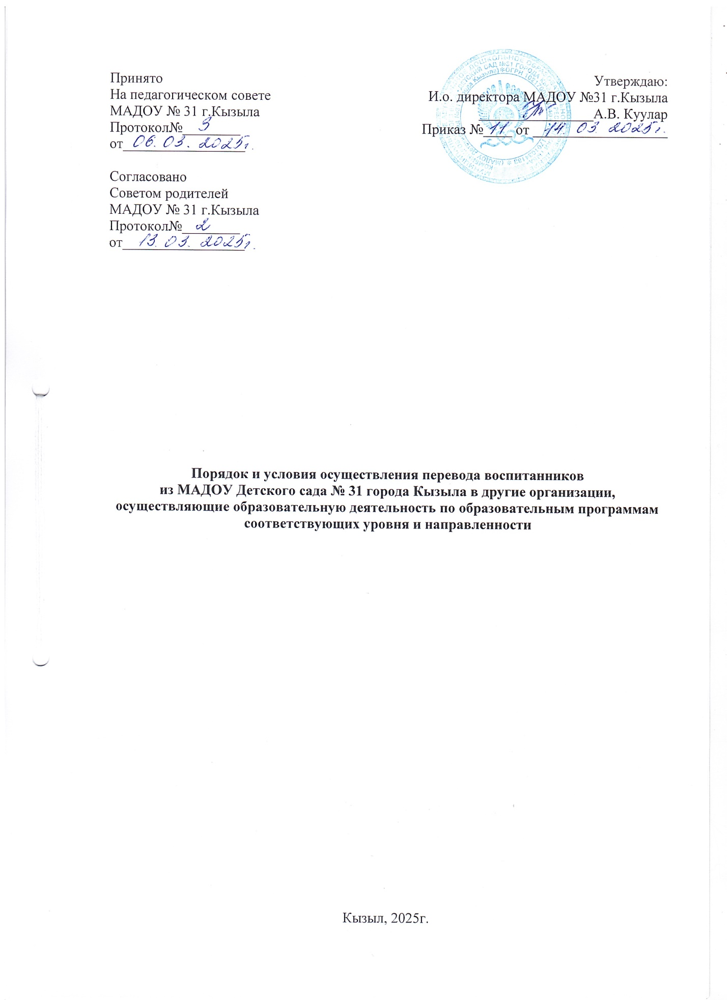 Принято
На педагогическом совете
МАДОУ № 31 г.Кызыла
Протокол№ 3
от 06. 03. 2025г.
Согласовано
Советом родителей
МАДОУ № 31 г.Кызыла
Протокол№ 2
от 13. 03. 2025г.
Утверждаю:
И.о. директора МАДОУ №31 г.Кызыла
А.В. Куулар
Приказ № 11 от 14. 03. 2025г.
Порядок и условия осуществления перевода воспитанников
из МАДОУ Детского сада № 31 города Кызыла в другие организации,
осуществляющие образовательную деятельность по образовательным программам
соответствующих уровня и направленности
Кызыл, 2025г.